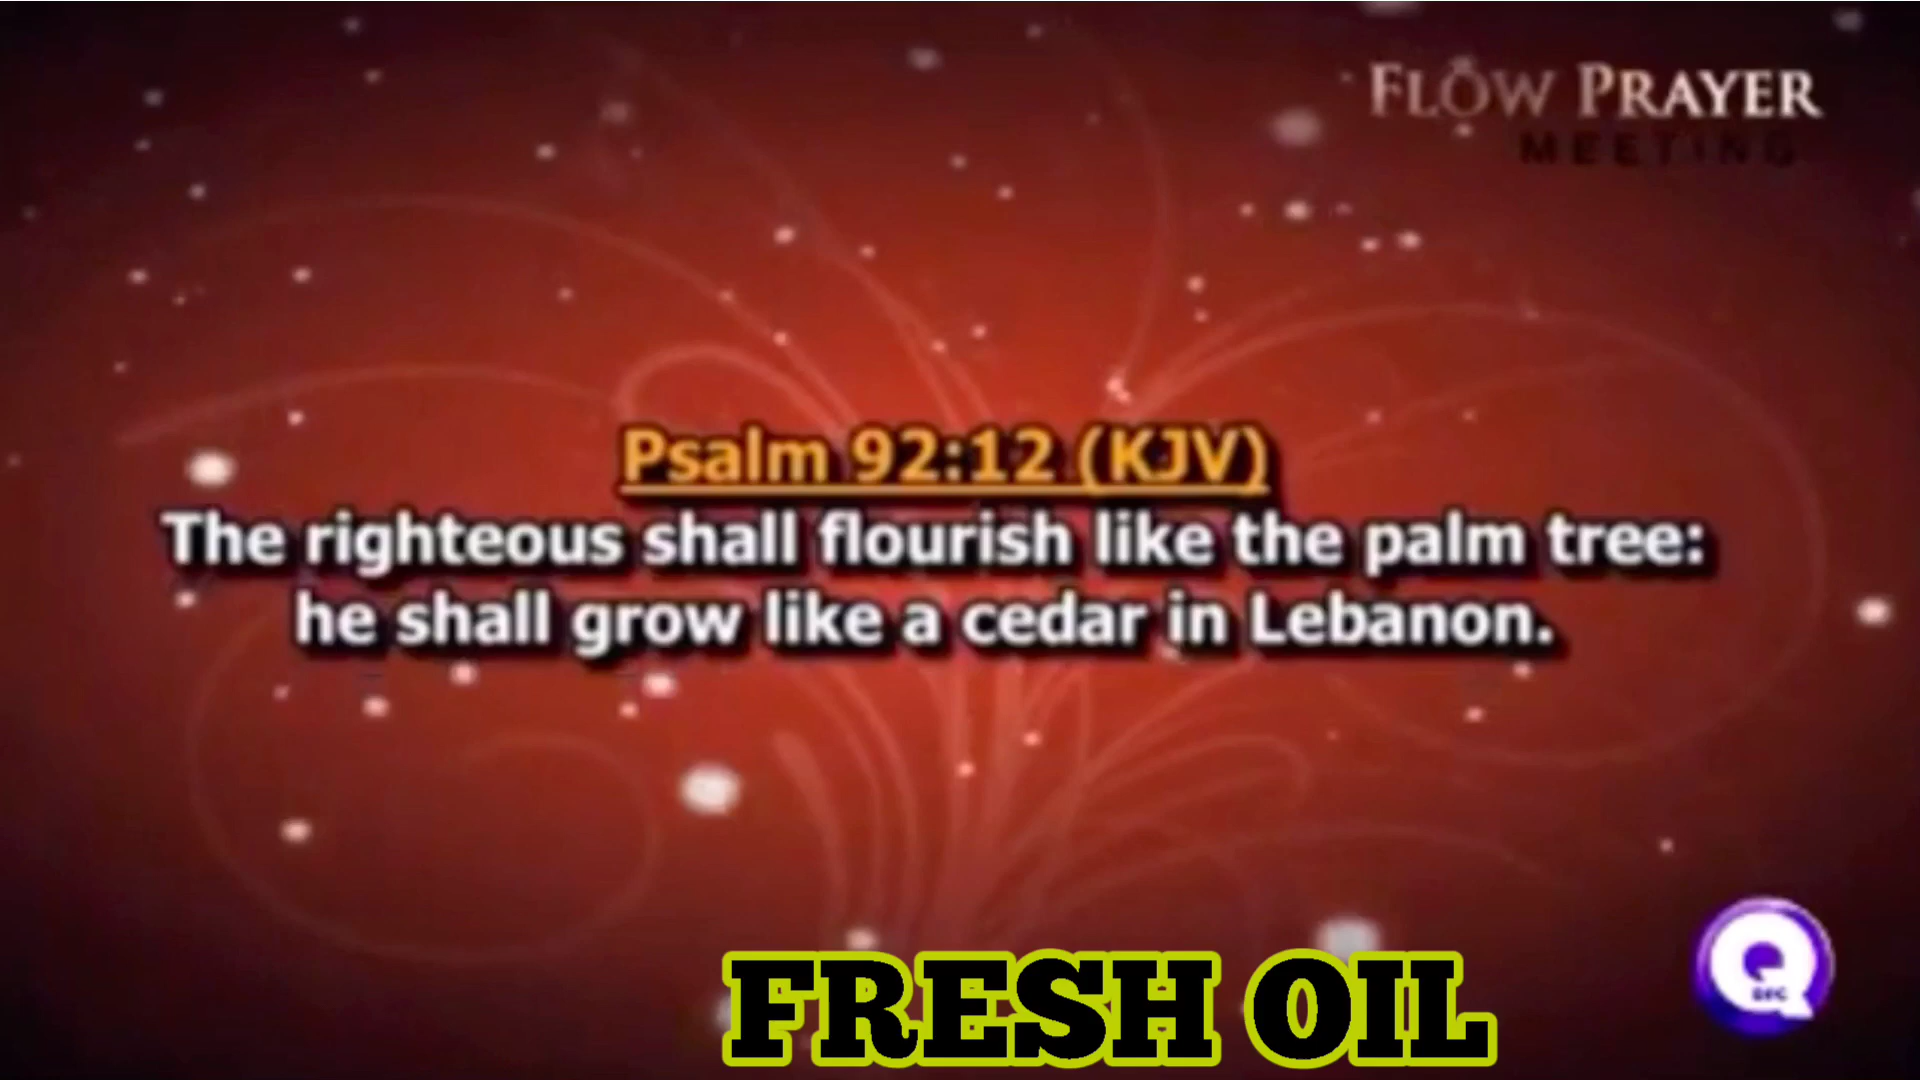 FLOW PRAYER
MEETING
Psalm 92:12 (KJV)
The righteous shall flourish like the palm tree:
he shall grow like a cedar in Lebanon.
FRESH OIL